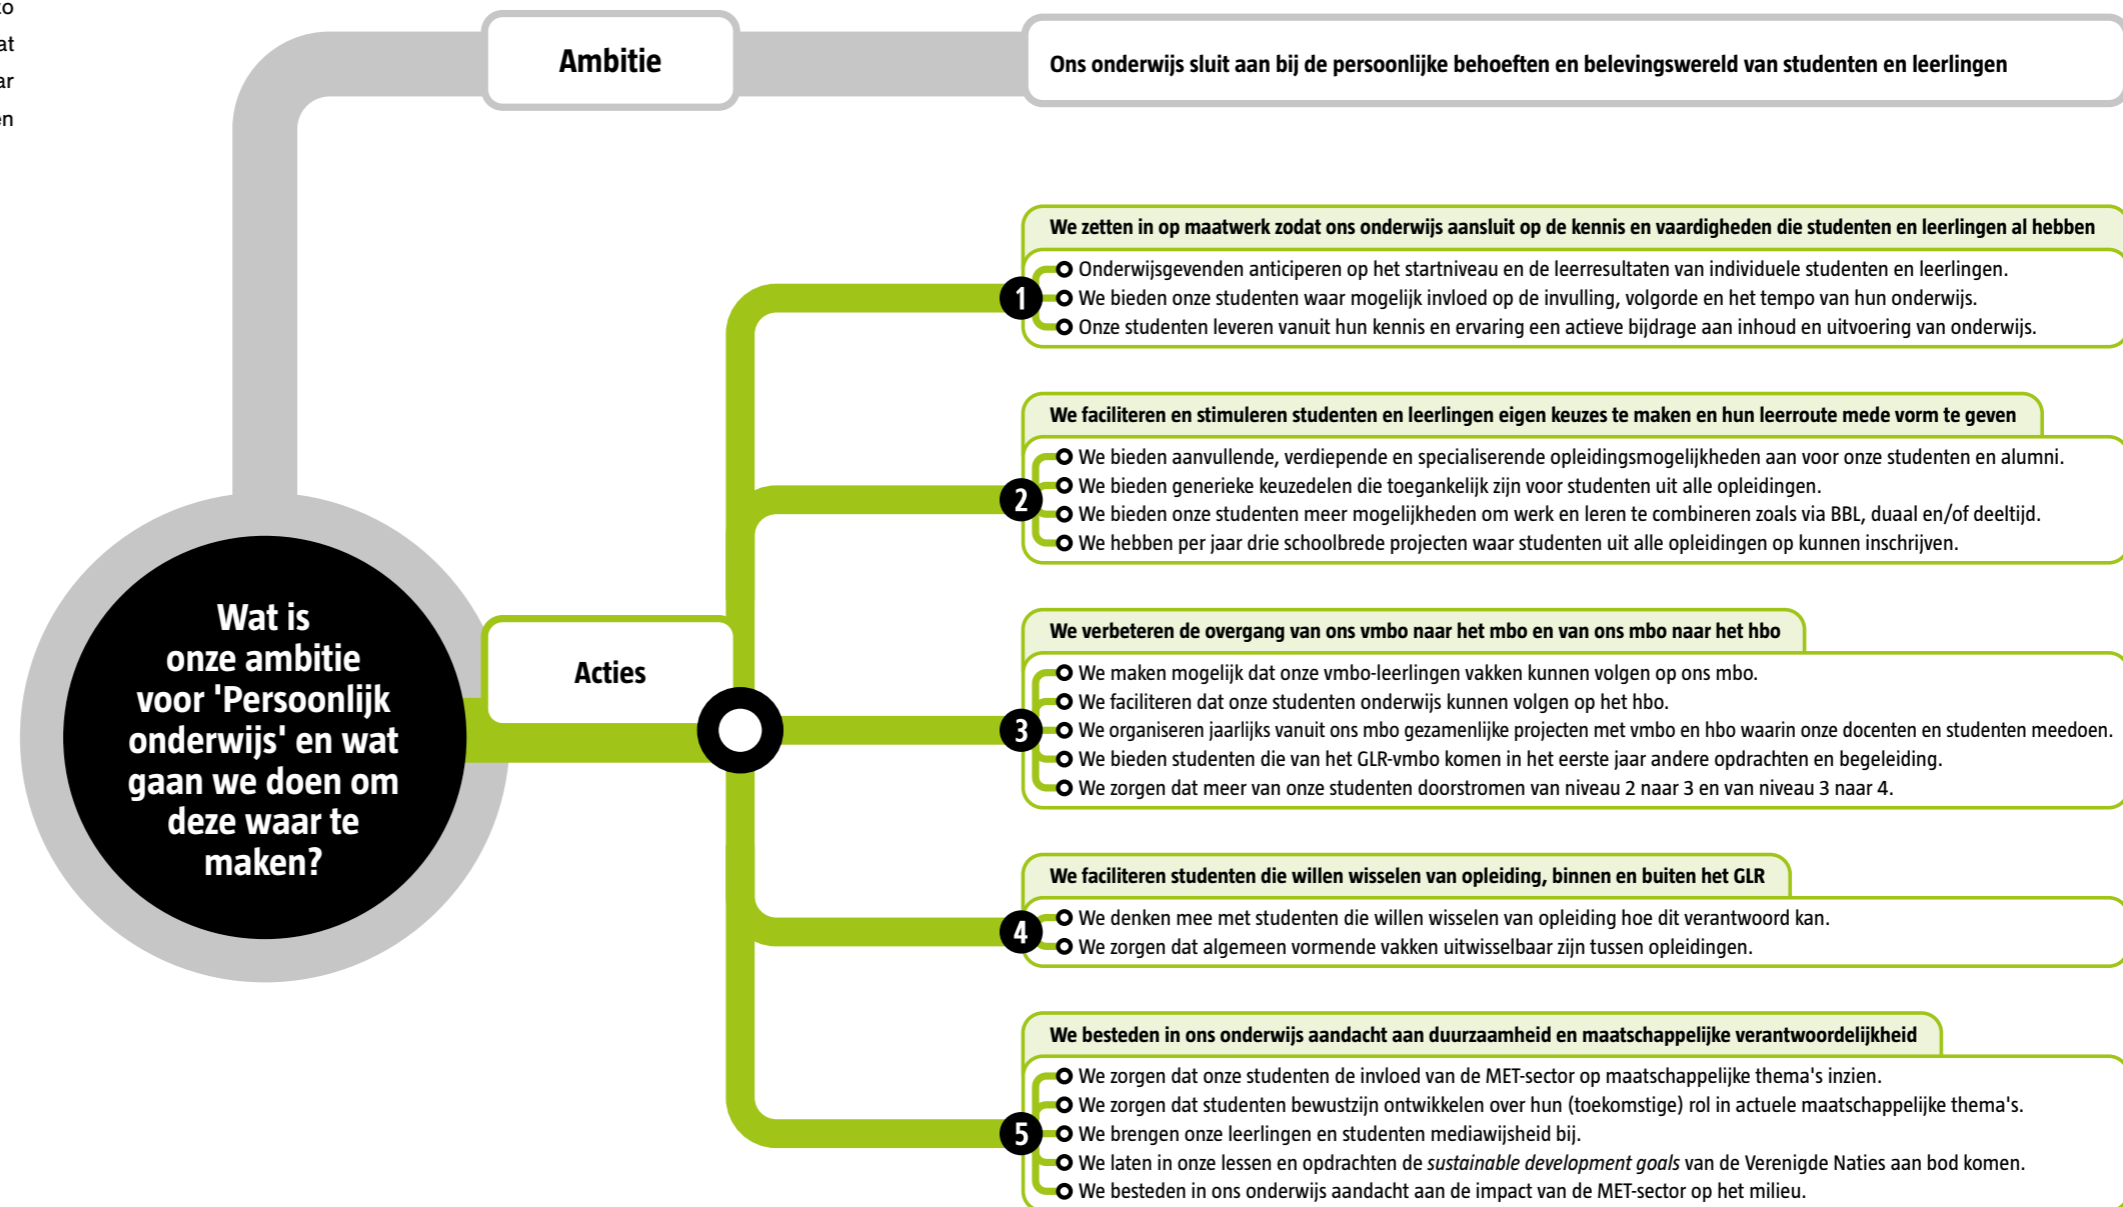 zo
at
ar
en
Ambitie
Ons onderwijs sluit aan bij de persoonlijke behoeften en belevingswereld van studenten en leerlingen
Wat is
onze ambitie
voor 'Persoonlijk
onderwijs' en wat
gaan we doen om
deze waar te
maken?
Acties
We zetten in op maatwerk zodat ons onderwijs aansluit op de kennis en vaardigheden die studenten en leerlingen al hebben
1
Onderwijsgevenden anticiperen op het startniveau en de leerresultaten van individuele studenten en leerlingen.
We bieden onze studenten waar mogelijk invloed op de invulling, volgorde en het tempo van hun onderwijs.
Onze studenten leveren vanuit hun kennis en ervaring een actieve bijdrage aan inhoud en uitvoering van onderwijs.
We faciliteren en stimuleren studenten en leerlingen eigen keuzes te maken en hun leerroute mede vorm te geven
2
We bieden aanvullende, verdiepende en specialiserende opleidingsmogelijkheden aan voor onze studenten en alumni.
We bieden generieke keuzedelen die toegankelijk zijn voor studenten uit alle opleidingen.
We bieden onze studenten meer mogelijkheden om werk en leren te combineren zoals via BBL, duaal en/of deeltijd.
We hebben per jaar drie schoolbrede projecten waar studenten uit alle opleidingen op kunnen inschrijven.
We verbeteren de overgang van ons vmbo naar het mbo en van ons mbo naar het hbo
3
We maken mogelijk dat onze vmbo-leerlingen vakken kunnen volgen op ons mbo.
We faciliteren dat onze studenten onderwijs kunnen volgen op het hbo.
We organiseren jaarlijks vanuit ons mbo gezamenlijke projecten met vmbo en hbo waarin onze docenten en studenten meedoen.
We bieden studenten die van het GLR-vmbo komen in het eerste jaar andere opdrachten en begeleiding.
We zorgen dat meer van onze studenten doorstromen van niveau 2 naar 3 en van niveau 3 naar 4.
We faciliteren studenten die willen wisselen van opleiding, binnen en buiten het GLR
4
We denken mee met studenten die willen wisselen van opleiding hoe dit verantwoord kan.
We zorgen dat algemeen vormende vakken uitwisselbaar zijn tussen opleidingen.
We besteden in ons onderwijs aandacht aan duurzaamheid en maatschappelijke verantwoordelijkheid
5
We zorgen dat onze studenten de invloed van de MET-sector op maatschappelijke thema's inzien.
We zorgen dat studenten bewustzijn ontwikkelen over hun (toekomstige) rol in actuele maatschappelijke thema's.
We brengen onze leerlingen en studenten mediawijsheid bij.
We laten in onze lessen en opdrachten de sustainable development goals van de Verenigde Naties aan bod komen.
We besteden in ons onderwijs aandacht aan de impact van de MET-sector op het milieu.